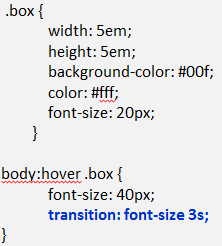 .box {
width: 5em;
height: 5em;
background-color: #00f;
color: #fff;
font-size: 20px;
}
body:hover .box {
font-size: 40px;
transition: font-size 3s;
}